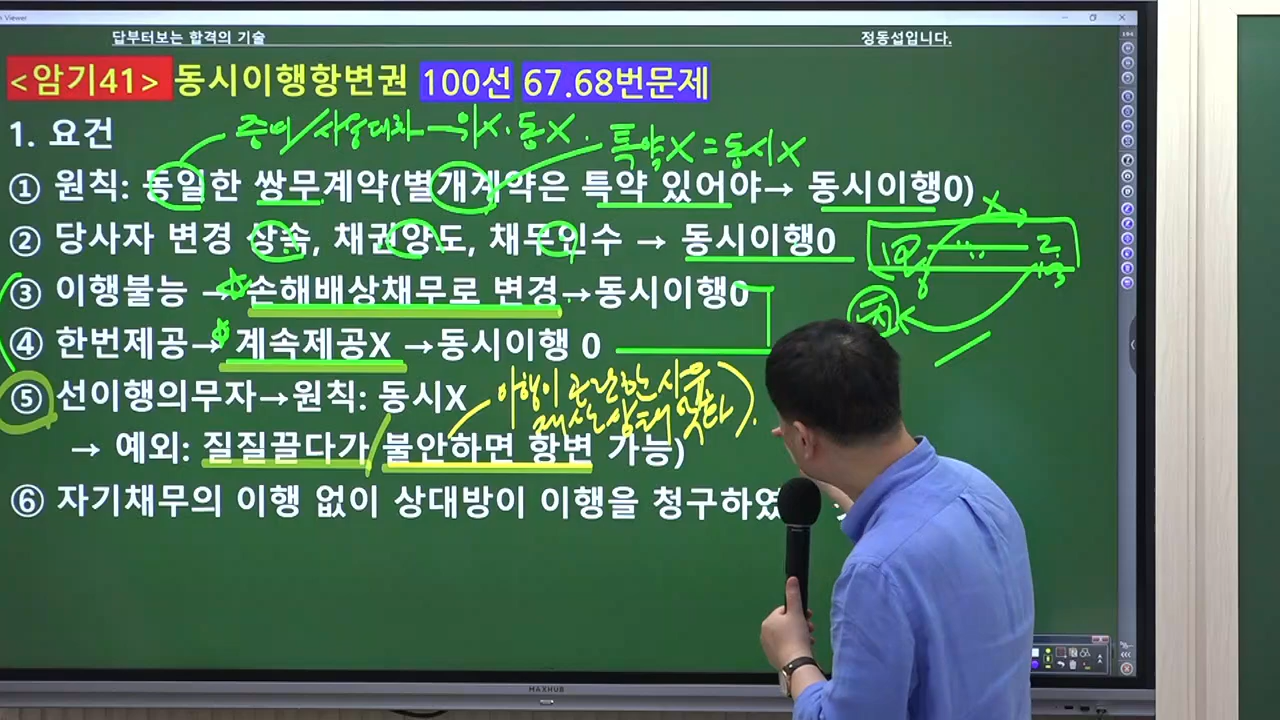 답부터보는 합격의 기술
정동섭입니다.
<암기41> 동시이행항변권 100선 67.68번문제
1. 요건
특약X = 동시X
① 원칙: 동일한 쌍무계약(별개계약은 특약 있어야→ 동시이행0)
② 당사자 변경 상속, 채권양도, 채무인수 → 동시이행0
③ 이행불능 → 손해배상채무로 변경→동시이행0
④ 한번제공→ 계속제공X →동시이행 0
⑤ 선이행의무자→원칙: 동시X
이행이 곤란한 사유
→ 예외: 질질끌다가 불안하면 항변 가능)
⑥ 자기채무의 이행 없이 상대방이 이행을 청구하였
MAXHUB